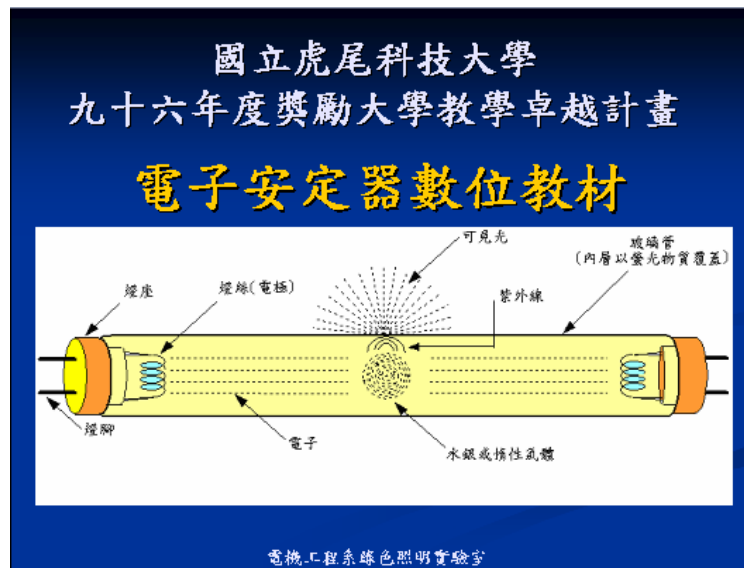 國立虎尾科技大學
九十六年度獎勵大學教學卓越計畫
電子安定器數位教材
可見光
玻璃管
(內層以螢光物質覆蓋)
燈座
燈絲(電極)
紫外線
燈腳
電子
水銀或惰性氣體
電機工程系綠色照明實驗室